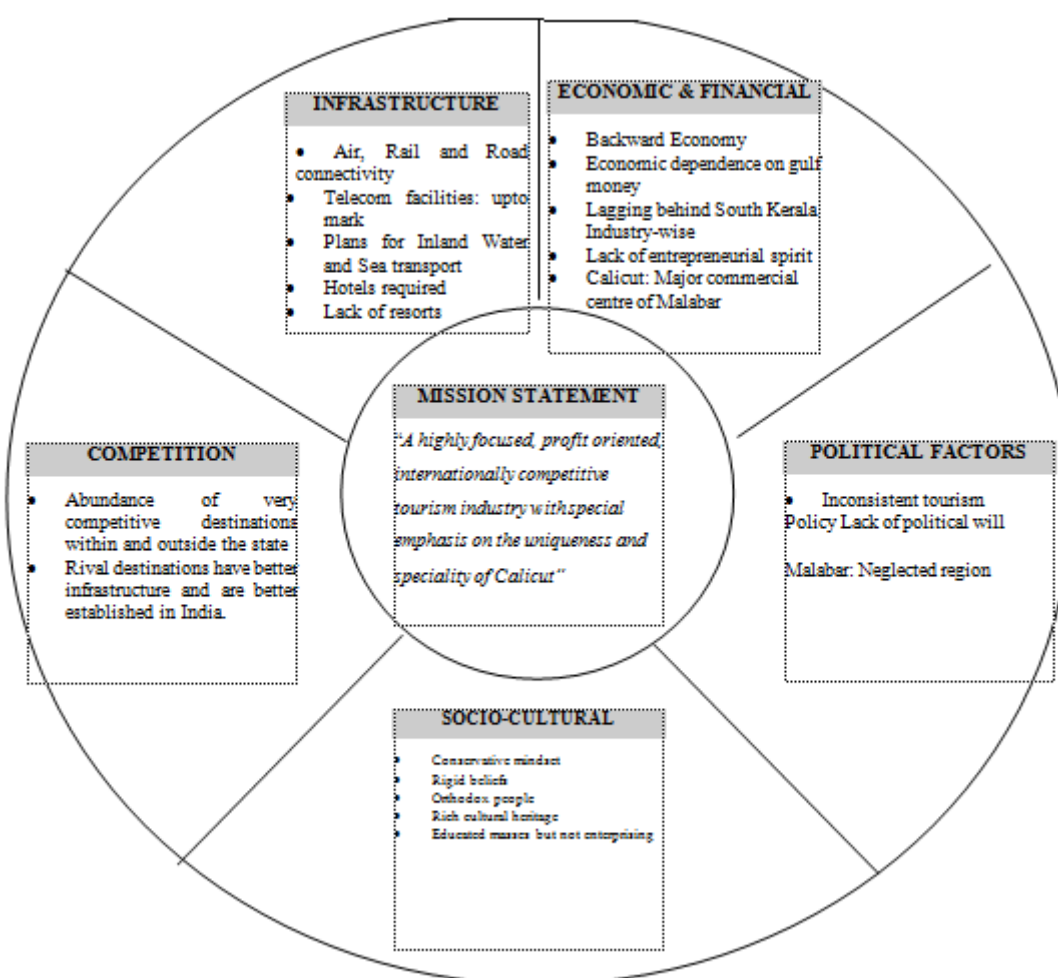 INFRASTRUCTURE
• Air, Rail and Road
connectivity
• Telecom facilities: upto
mark
• Plans for Inland Water
and Sea transport
• Hotels required
• Lack of resorts
ECONOMIC & FINANCIAL
• Backward Economy
• Economic dependence on gulf
money
• Lagging behind South Kerala
Industry-wise
• Lack of entrepreneurial spirit
• Calicut: Major commercial
centre of Malabar
MISSION STATEMENT
“A highly focused, profit oriented,
internationally competitive
tourism industry withspecial
emphasis on the uniqueness and
speciality of Calicut”
COMPETITION
• Abundance of very
competitive destinations
within and outside the state
• Rival destinations have better
infrastructure and are better
established in India.
POLITICAL FACTORS
• Inconsistent tourism
Policy Lack of political will
Malabar: Neglected region
SOCIO-CULTURAL
• Conservative mindset
• Rigid beliefs
• Orthodox people
• Rich cultural heritage
• Educated masses but not enterprising